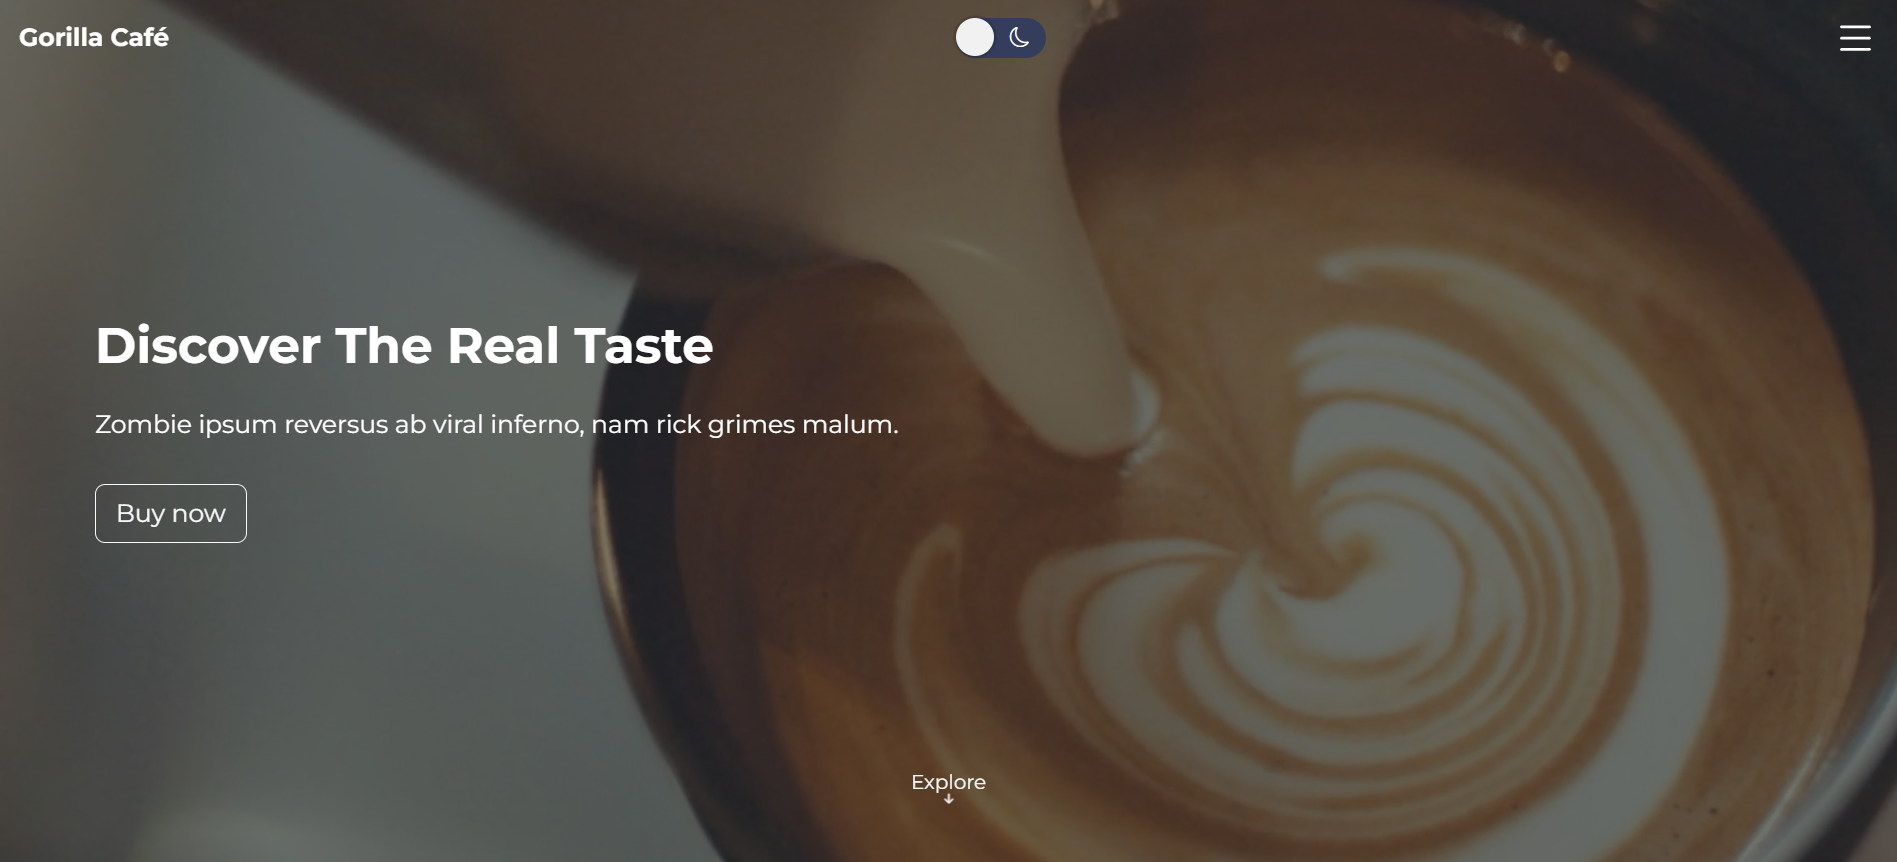 Gorilla Café
Discover The Real Taste
Zombie ipsum reversus ab viral inferno, nam rick grimes malum.
Buy now
Explore